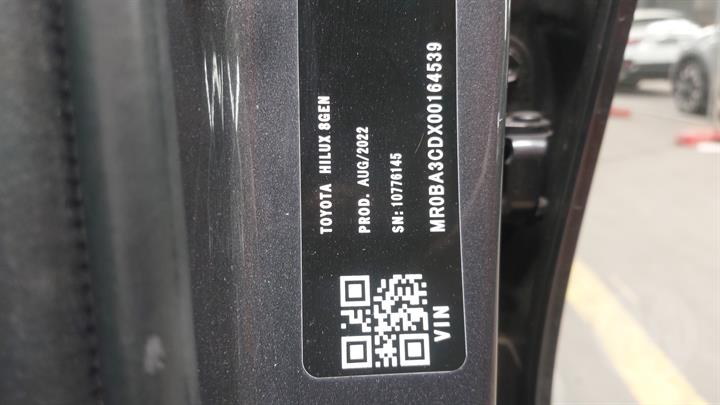 TOYOTA HILUX 8GEN
PROD. AUG/2022
SN: 10776145
MR0BA3CDX00164539
VIN